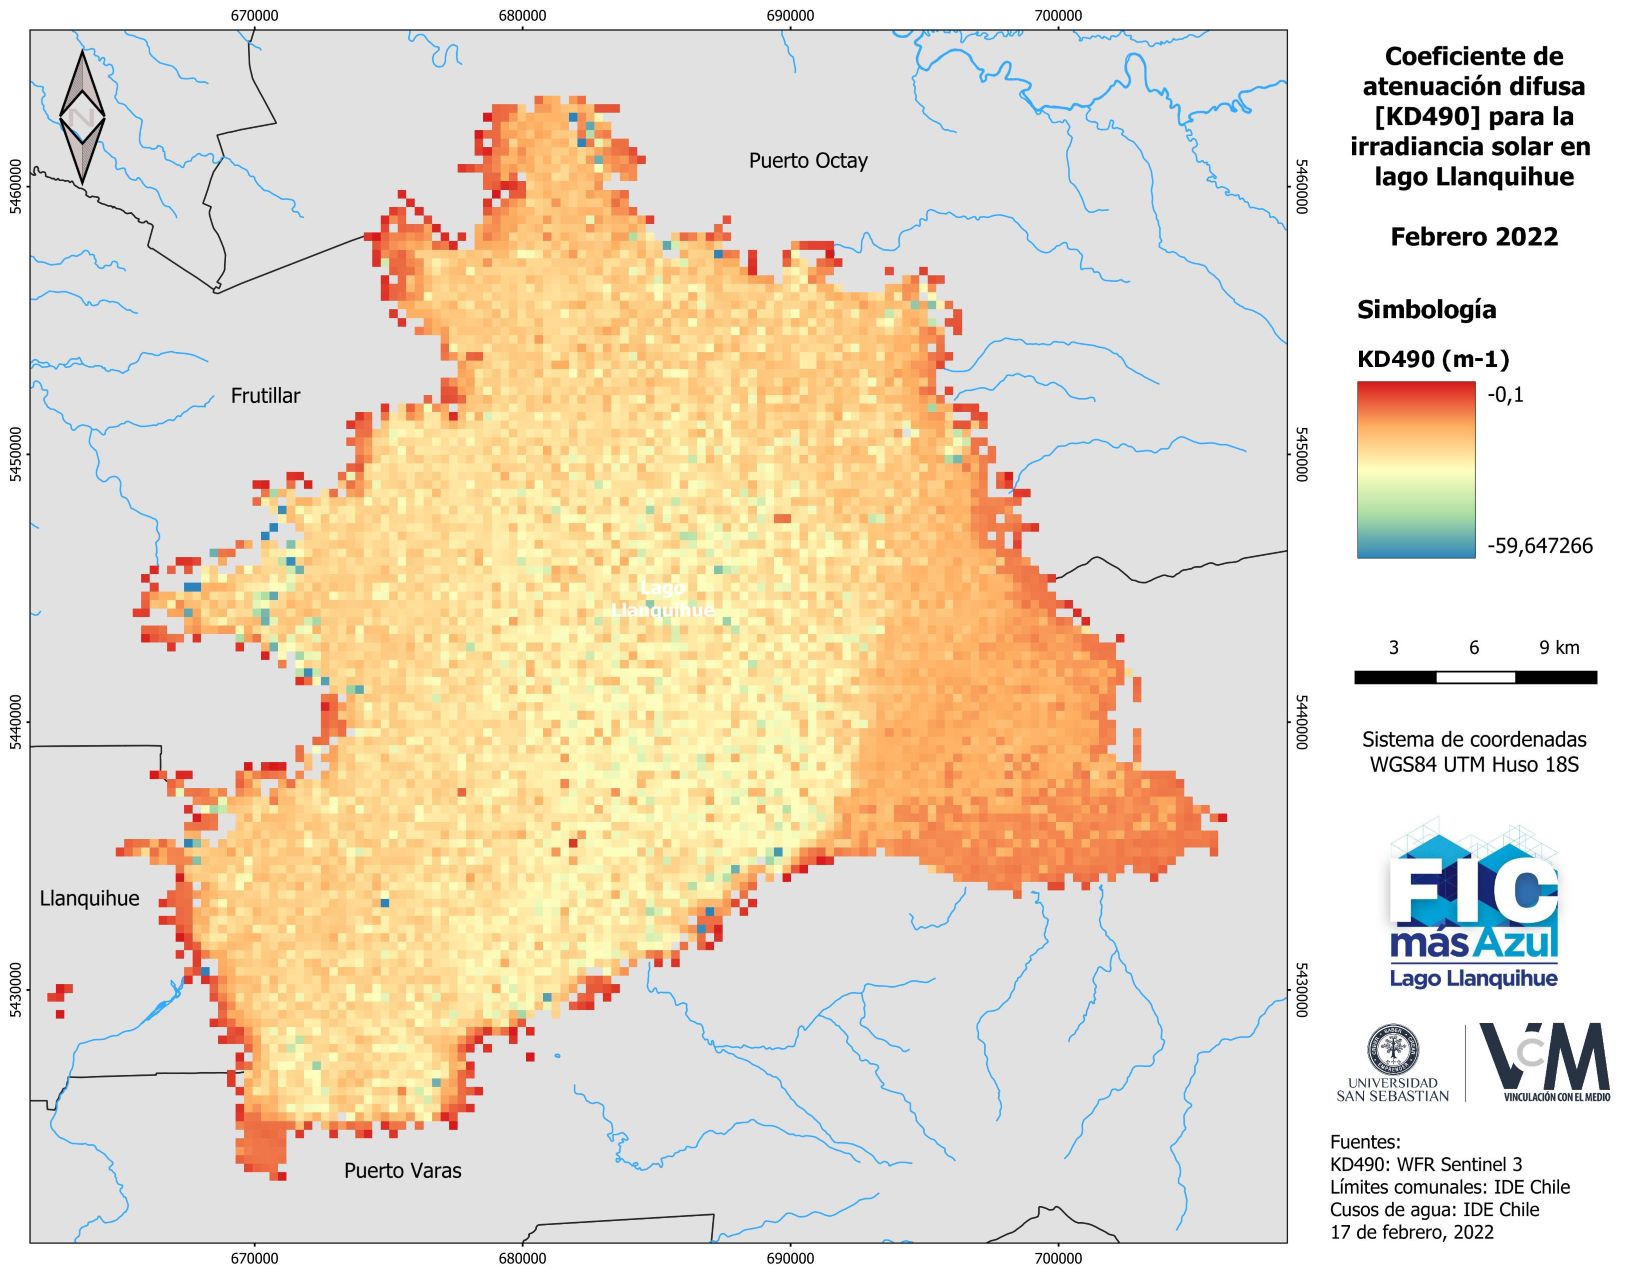 670000
680000
690000
700000
Coeficiente de
atenuación difusa
[KD490] para la
irradiancia solar en
lago Llanquihue
Febrero 2022
Simbología
KD490 (m-1)
-0,1
-59,647266
3 6 9 km
Sistema de coordenadas
WGS84 UTM Huso 18S
FIC
más Azul
Lago Llanquihue
UNIVERSIDAD
SAN SEBASTIAN
VCM
VINCULACIÓN CON EL MEDIO
Fuentes:
KD490: WFR Sentinel 3
Límites comunales: IDE Chile
Cusos de agua: IDE Chile
17 de febrero, 2022
N
Puerto Octay
Frutillar
Lago
Llanquihue
Llanquihue
Puerto Varas
5460000
5450000
5440000
5430000
5460000
5450000
5440000
5430000
670000
680000
690000
700000